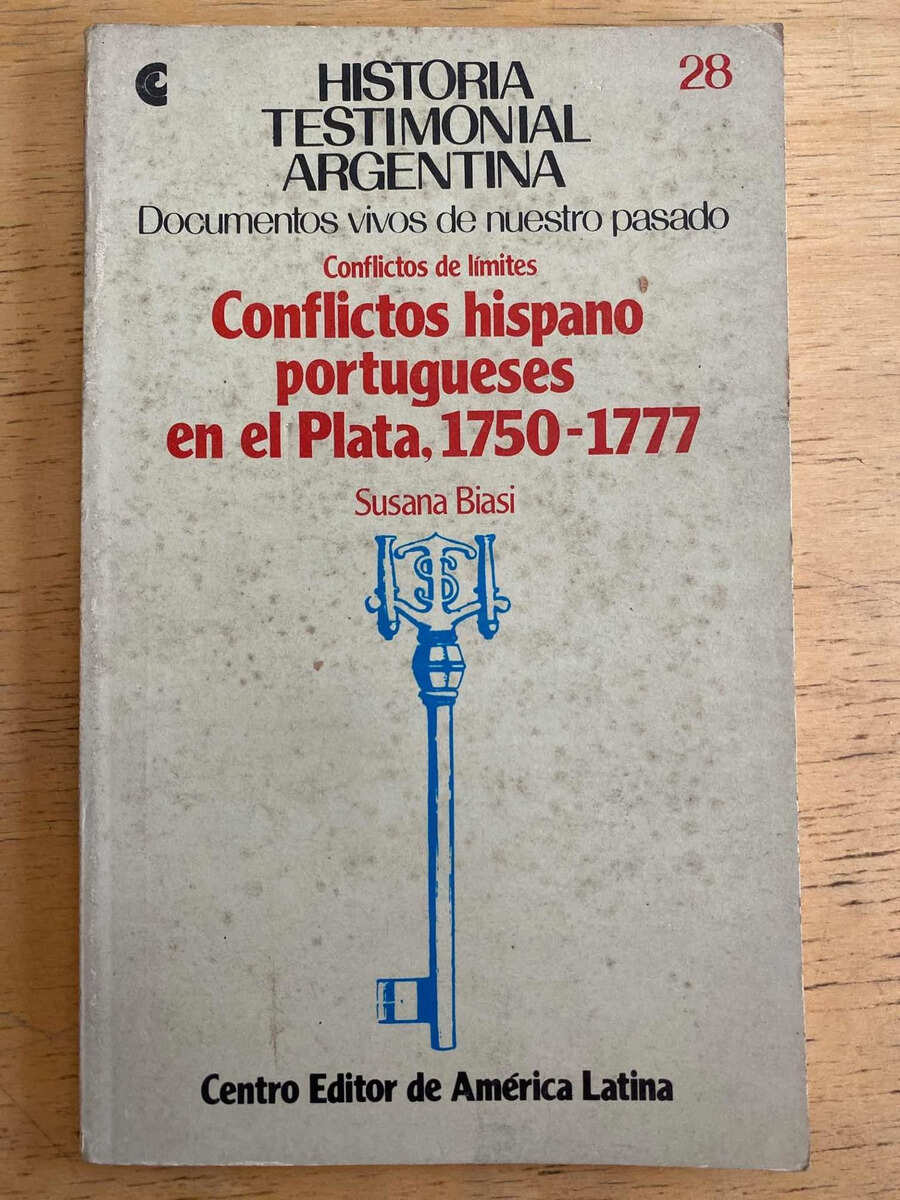 HISTORIA
28
TESTIMONIAL
ARGENTINA
Documentos vivos de nuestro pasado
Conflictos de límites
Conflictos hispano
portugueses
en el Plata, 1750-1777
Susana Biasi
Centro Editor de América Latina